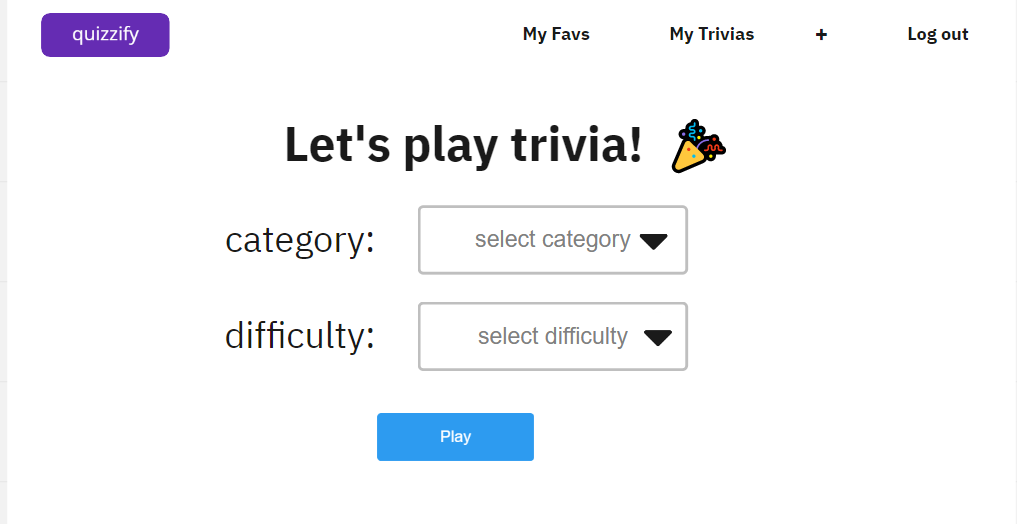 quizzify My Favs My Trivias + Log out
Let's play trivia!
category: select category
difficulty: select difficulty
Play